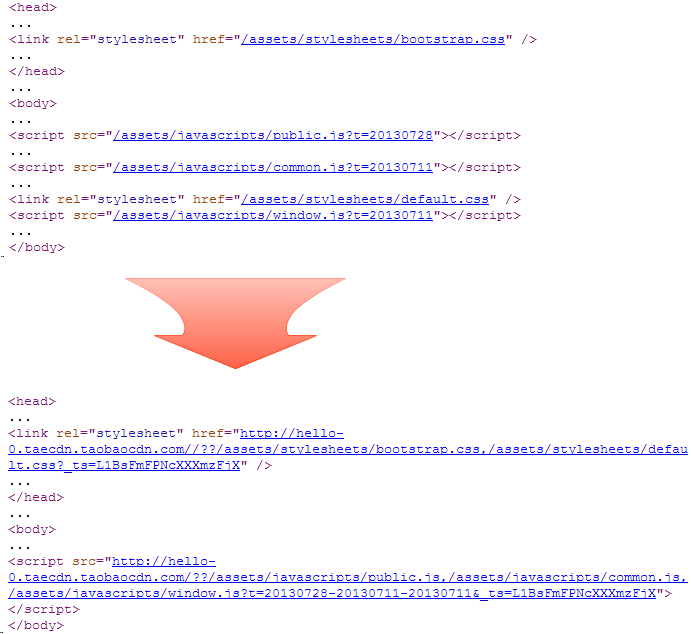 <head>
...
<link rel="stylesheet" href="/assets/stylesheets/bootstrap.css" />
...
</head>
...
<body>
...
<script src="/assets/javascripts/public.js?t=20130728"></script>
...
<script src="/assets/javascripts/common.js?t=20130711"></script>
...
<link rel="stylesheet" href="/assets/stylesheets/default.css" />
<script src="/assets/javascripts/window.js?t=20130711"></script>
...
</body>
<head>
...
<link rel="stylesheet" href="http://hello-
0.taecdn.taobaocdn.com//??/assets/stylesheets/bootstrap.css,/assets/stylesheets/defau
lt.css?_ts=L1BsFmFPNcXXXmzFjX" />
...
</head>
...
<body>
...
<script src="http://hello-
0.taecdn.taobaocdn.com/??/assets/javascripts/public.js,/assets/javascripts/common.js,
/assets/javascripts/window.js?t=20130728-20130711-20130711&_ts=L1BsFmFPNcXXXmzFjX">
</script>
</body>